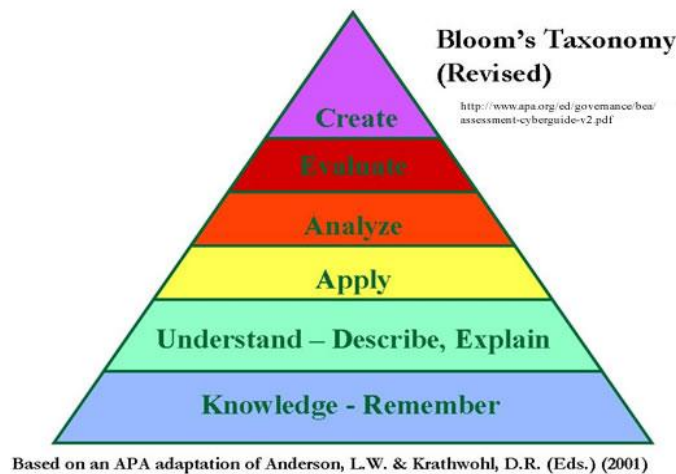 Bloom's Taxonomy
(Revised)
http://www.apa.org/ed/governance/bea/
assessment-cyberguide-v2.pdf
Create
Evaluate
Analyze
Apply
Understand – Describe, Explain
Knowledge - Remember
Based on an APA adaptation of Anderson, L.W. & Krathwohl, D.R. (Eds.) (2001)